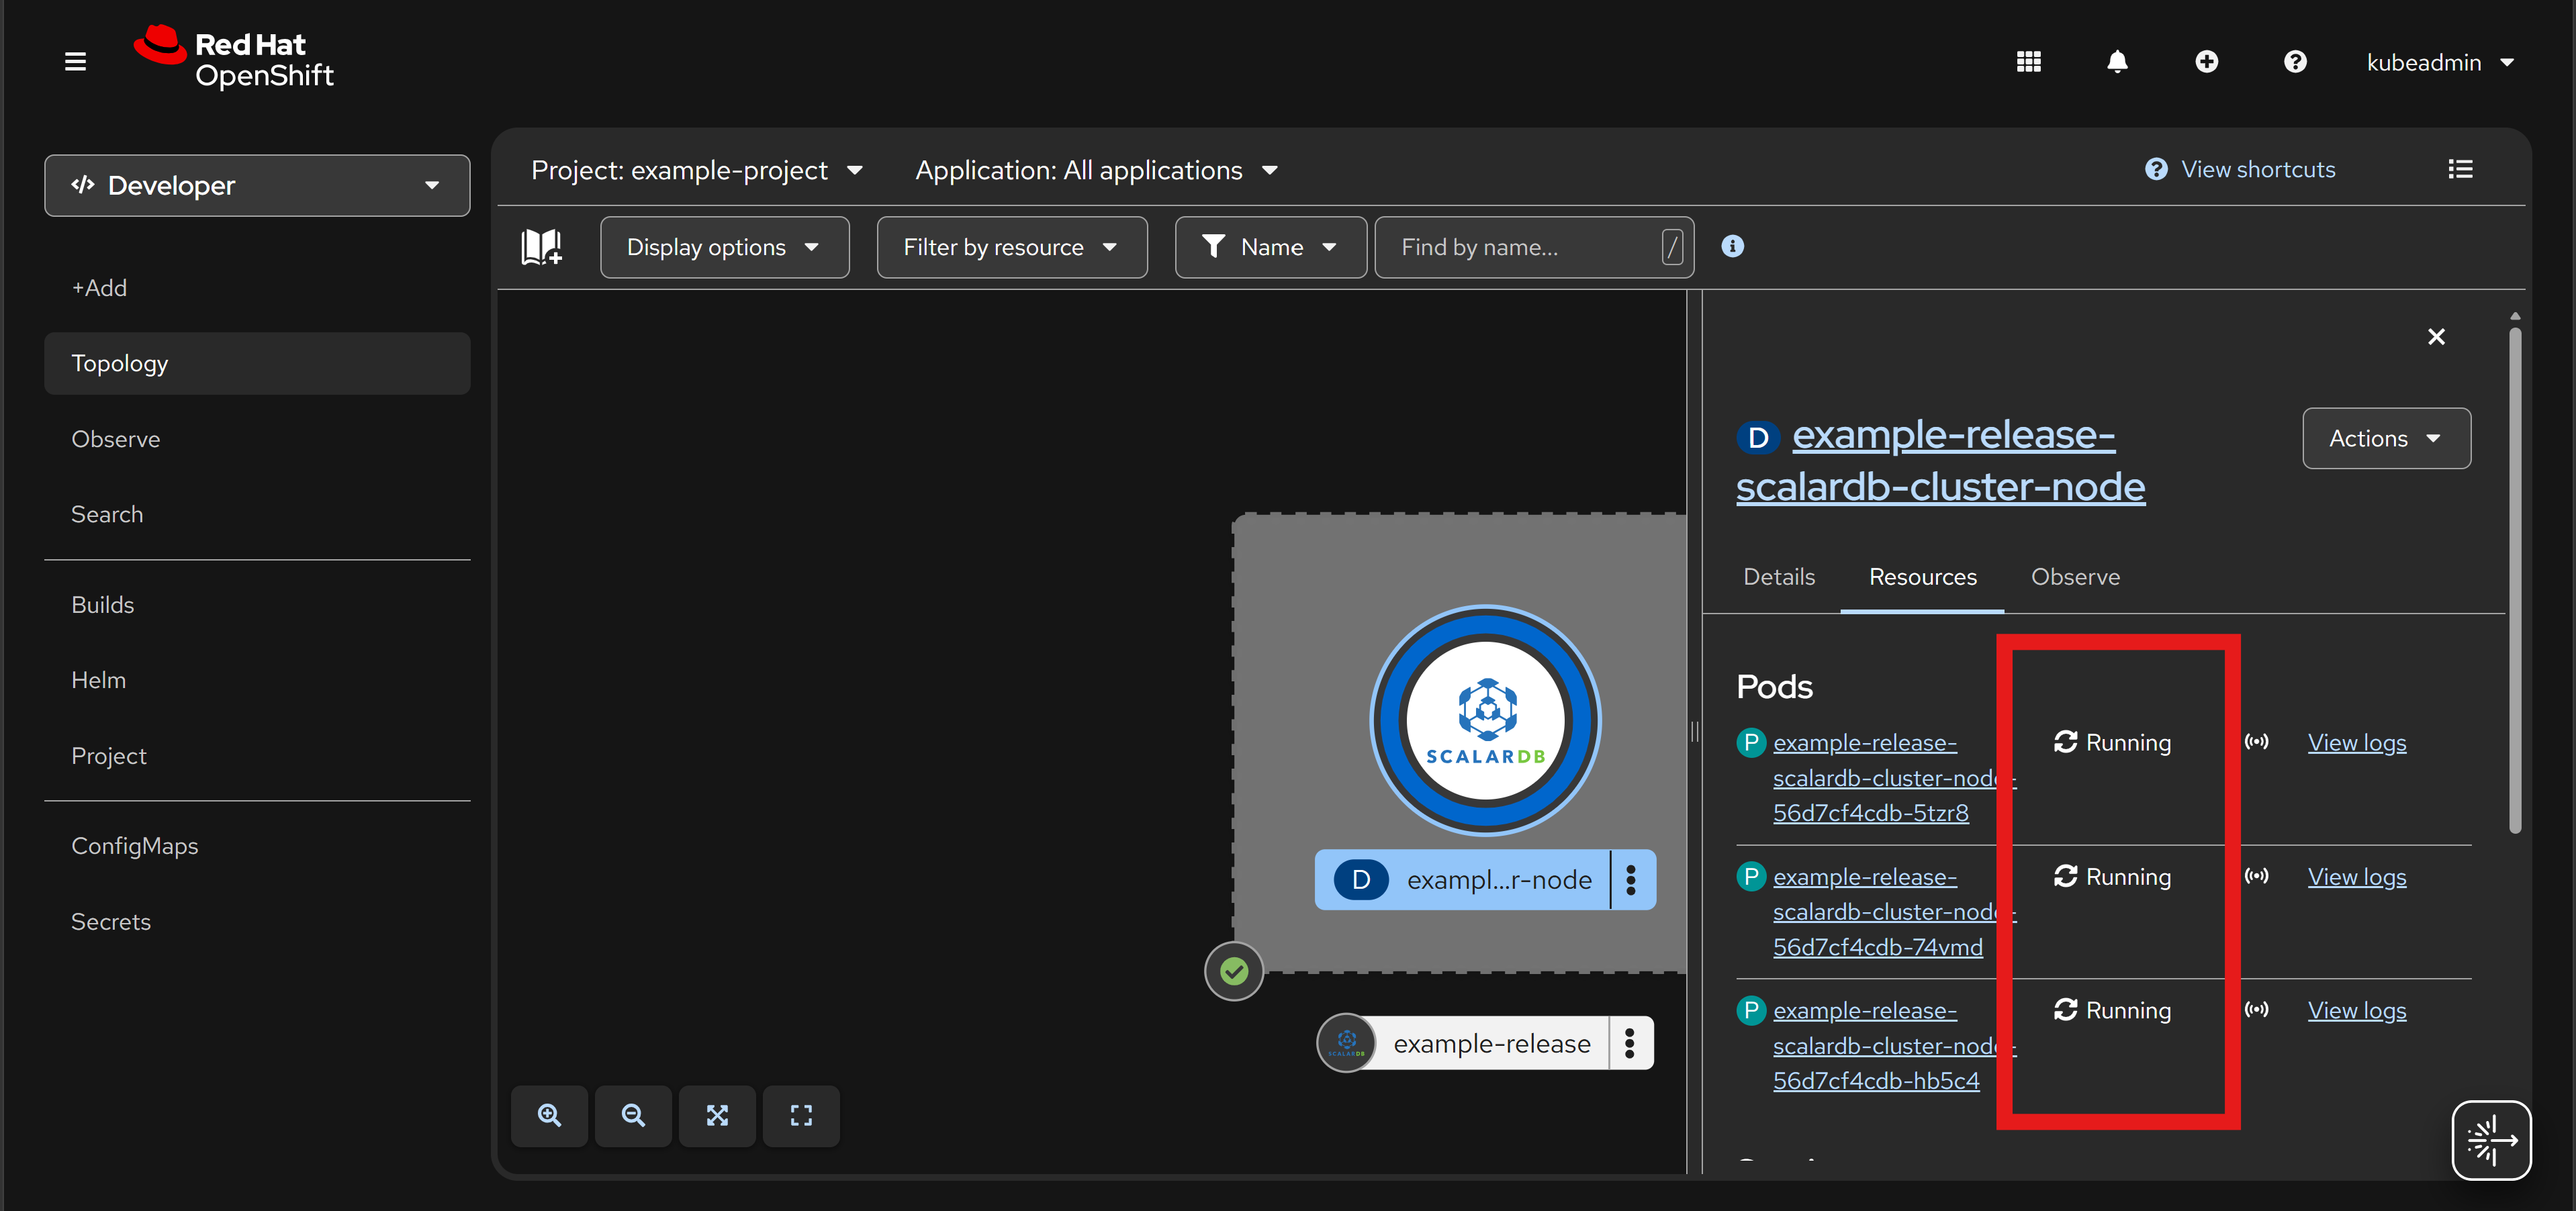 Red Hat
OpenShift
kubeadmin
Developer
+Add
Topology
Observe
Search
Builds
Helm
Project
ConfigMaps
Secrets
Project: example-project
Application: All applications
View shortcuts
Display options
Filter by resource
Name
Find by name...
/
SCALARDB
D exampl...r-node
SCALARDB
example-release
D example-release-
scalardb-cluster-node
Actions
Details
Resources
Observe
Pods
P example-release-
scalardb-cluster-node-
56d7cf4cdb-5tzr8
Running
View logs
P example-release-
scalardb-cluster-node-
56d7cf4cdb-74vmd
Running
View logs
P example-release-
scalardb-cluster-node-
56d7cf4cdb-hb5c4
Running
View logs